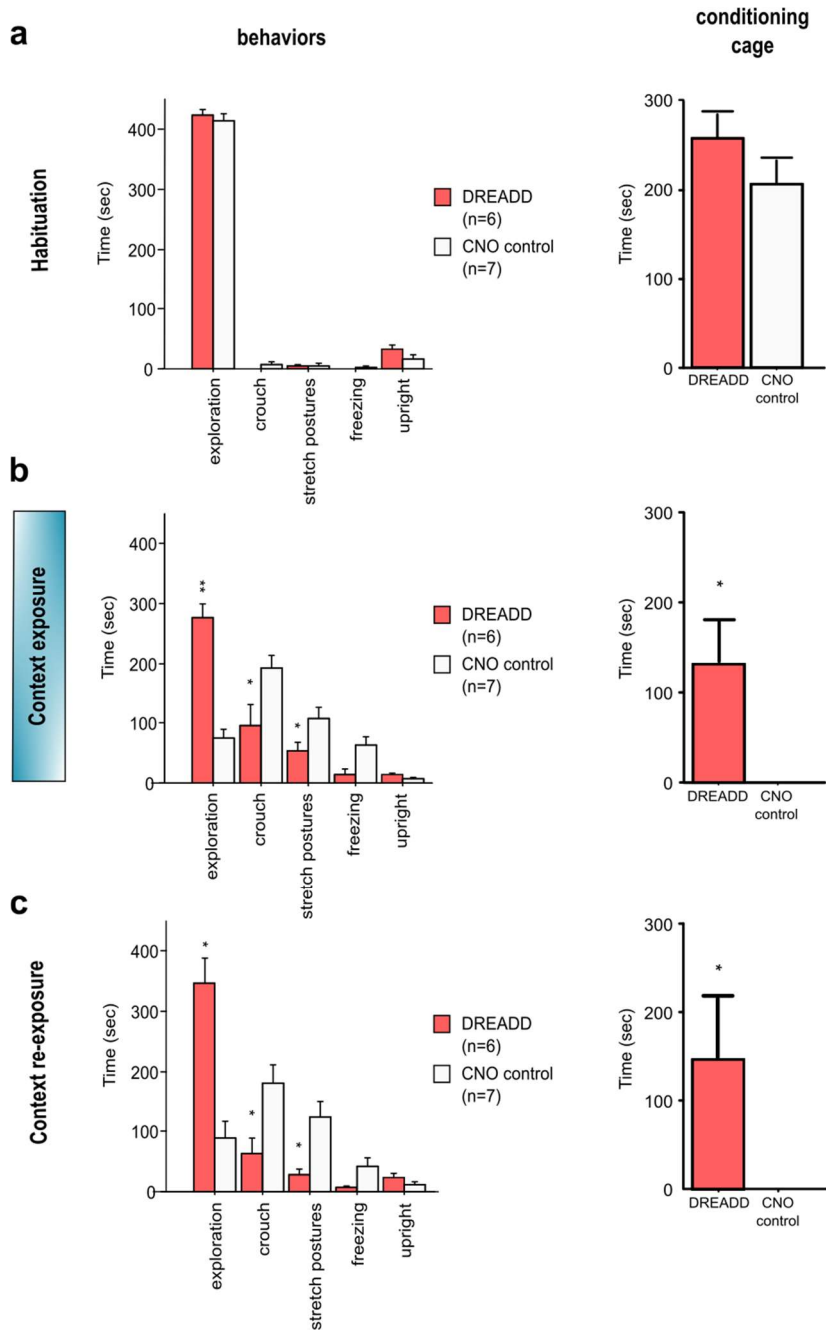 a
behaviors
conditioning
cage
Habituation
Time (sec)
400
300
200
100
0
exploration
crouch
stretch postures
freezing
upright
DREADD
(n=6)
CNO control
(n=7)
Time (sec)
300
200
100
0
DREADD
CNO
control
b
Context exposure
Time (sec)
400
300
200
100
0
**
*
*
exploration
crouch
stretch postures
freezing
upright
DREADD
(n=6)
CNO control
(n=7)
Time (sec)
300
200
100
0
*
DREADD
CNO
control
c
Context re-exposure
Time (sec)
400
300
200
100
0
*
*
*
exploration
crouch
stretch postures
freezing
upright
DREADD
(n=6)
CNO control
(n=7)
Time (sec)
300
200
100
0
*
DREADD
CNO
control